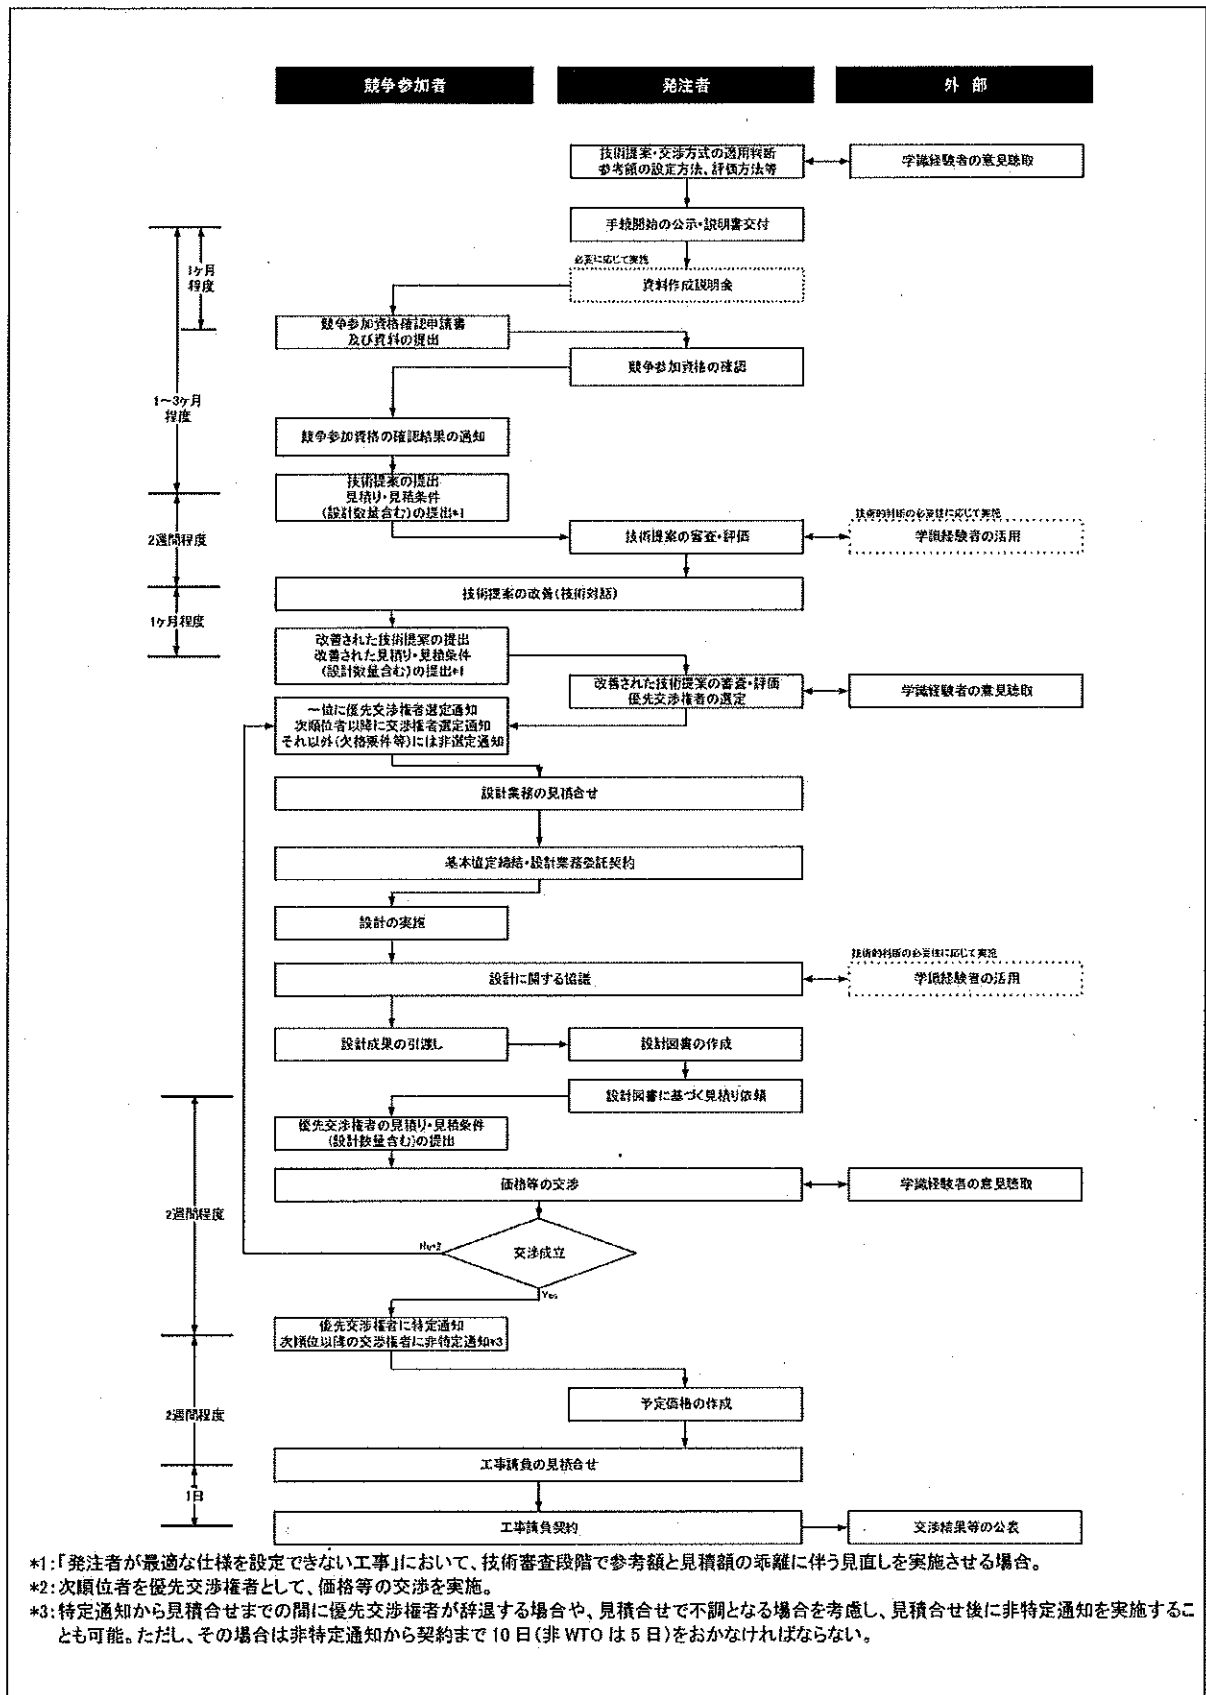 競争参加者
発注者
外 部
技術提案・交渉方式の適用判断
参考額の設定方法、評価方法等
学識経験者の意見聴取
手続開始の公示・説明書交付
1ヶ月
程度
必要に応じて実施
資料作成説明会
競争参加資格確認申請書
及び資料の提出
競争参加資格の確認
1～3ヶ月
程度
競争参加資格の確認結果の通知
技術提案の提出
見積り・見積条件
(設計数量含む)の提出*1
2週間程度
技術提案の審査・評価
技術的判断の必要性に応じて実施
学識経験者の活用
技術提案の改善(技術対話)
1ヶ月程度
改善された技術提案の提出
改善された見積り・見積条件
(設計数量含む)の提出*1
改善された技術提案の審査・評価
優先交渉権者の選定
学識経験者の意見聴取
一位に優先交渉権者選定通知
次順位者以降に交渉権者選定通知
それ以外(欠格要件等)には非選定通知
設計業務の見積合せ
基本協定締結・設計業務委託契約
設計の実施
技術的判断の必要性に応じて実施
設計に関する協議
学識経験者の活用
設計成果の引渡し
設計図書の作成
設計図書に基づく見積り依頼
優先交渉権者の見積り・見積条件
(設計数量含む)の提出
価格等の交渉
学識経験者の意見聴取
2週間程度
No*2
交渉成立
Yes
優先交渉権者に特定通知
次順位以降の交渉権者に非特定通知*3
予定価格の作成
2週間程度
工事請負の見積合せ
1日
工事請負契約
交渉結果等の公表
*1：「発注者が最適な仕様を設定できない工事」において、技術審査段階で参考額と見積額の乖離に伴う見直しを実施させる場合。
*2：次順位者を優先交渉権者として、価格等の交渉を実施。
*3：特定通知から見積合せまでの間に優先交渉権者が辞退する場合や、見積合せで不調となる場合を考慮し、見積合せ後に非特定通知を実施するこ
とも可能。ただし、その場合は非特定通知から契約まで 10 日（非 WTO は 5 日）をおかなければならない。